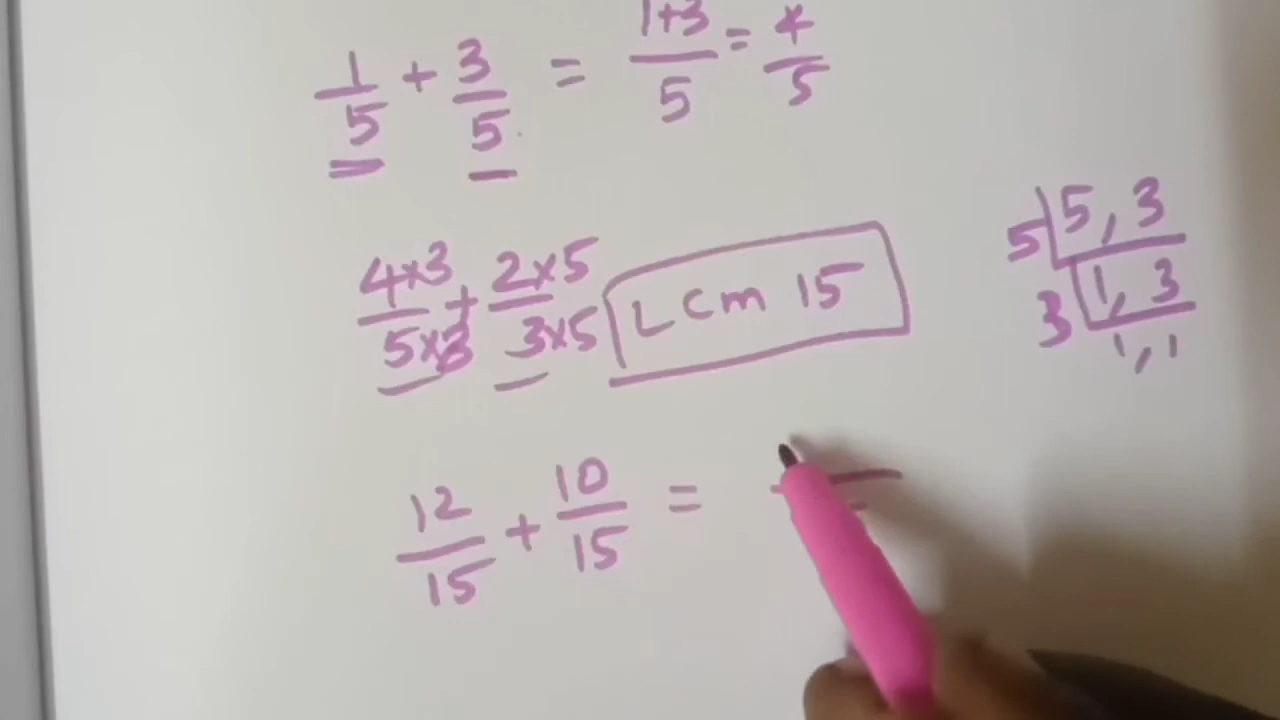 1/5 + 3/5 = 1+3/5 = 4/5
4×3/5×3 + 2×5/3×5 LCm 15
5 | 5, 3
3 | 1, 3
1, 1
12/15 + 10/15 =